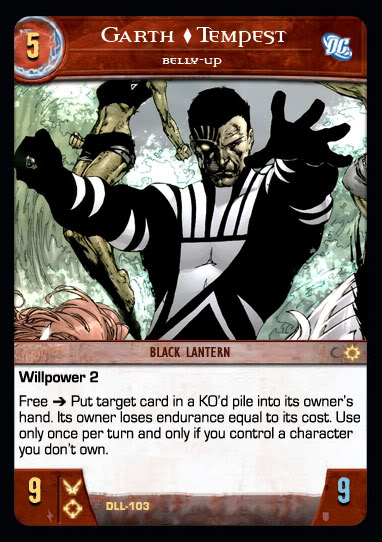 5
GARTH ♦ TEMPEST
DC
BELLY-UP
BLACK LANTERN
C
Willpower 2
Free ➔ Put target card in a KO'd pile into its owner's
hand. Its owner loses endurance equal to its cost. Use
only once per turn and only if you control a character
you don't own.
9
DLL-103
9